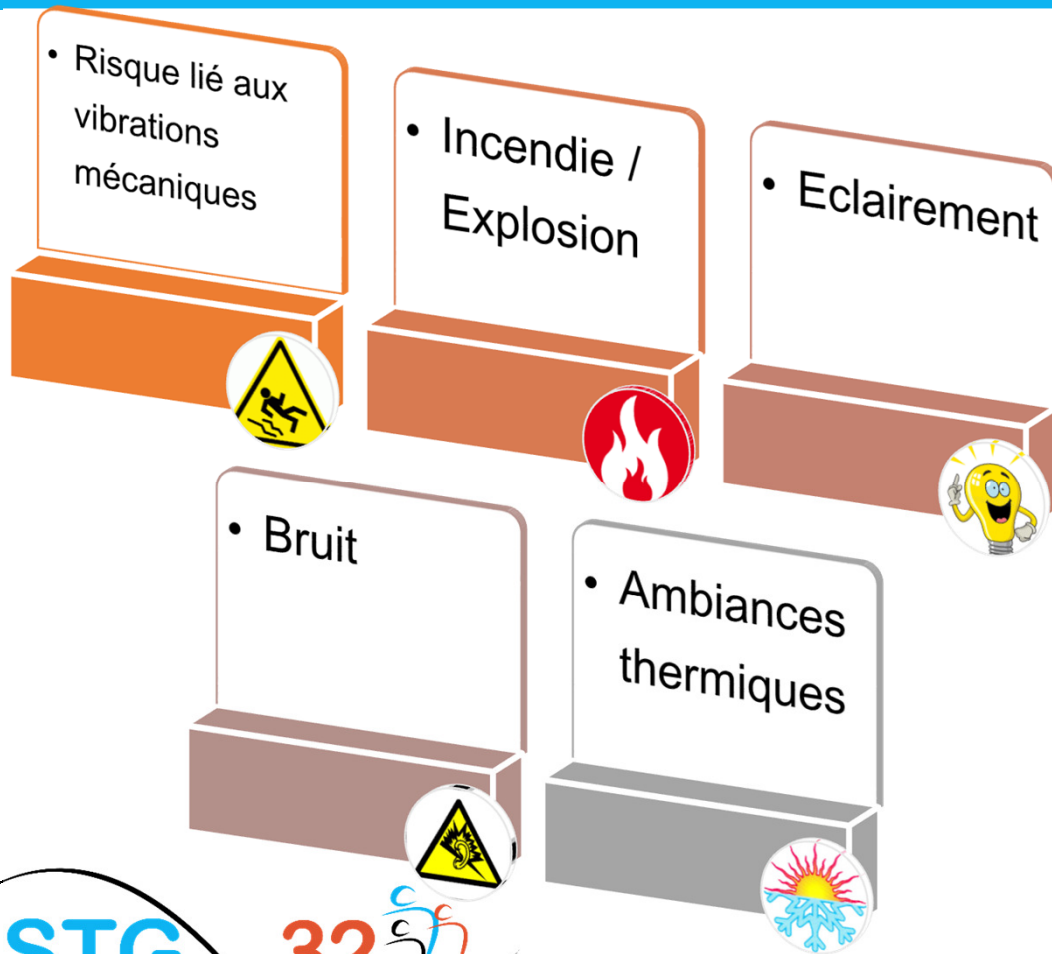 • Risque lié aux
vibrations
mécaniques
• Incendie /
Explosion
• Eclairement
• Bruit
• Ambiances
thermiques
STG
32